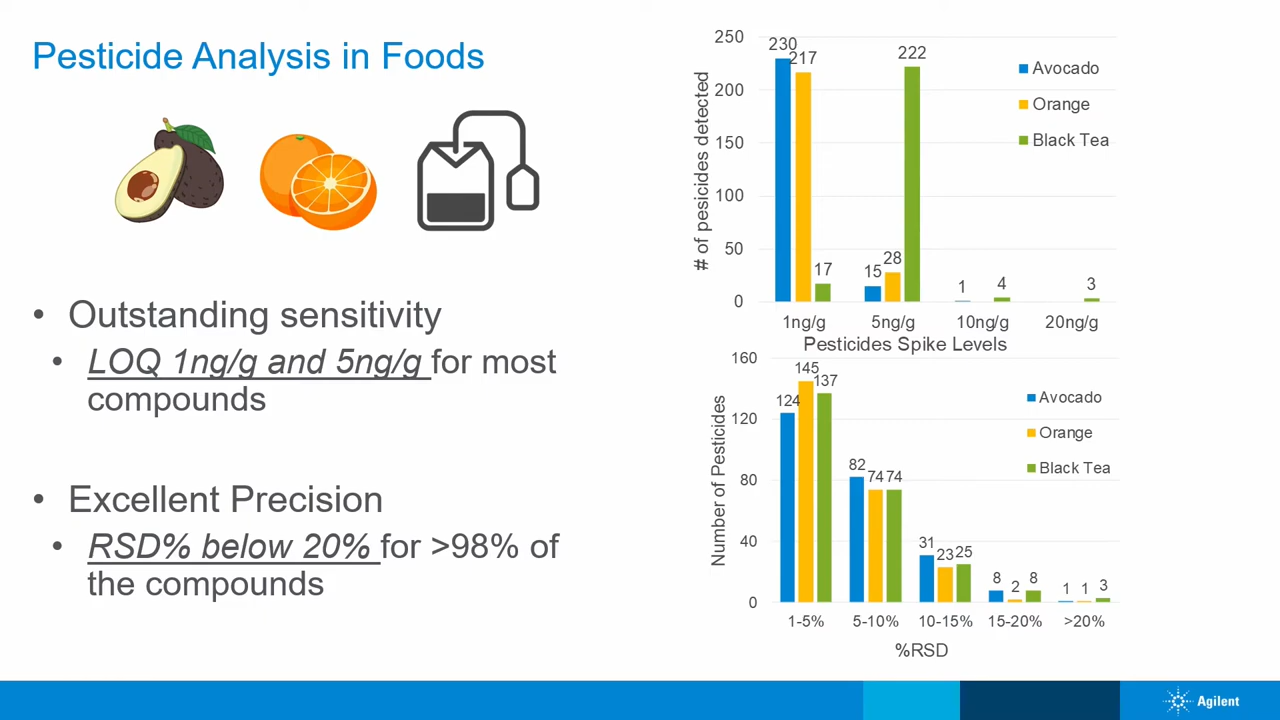 Pesticide Analysis in Foods
• Outstanding sensitivity
• LOQ 1ng/g and 5ng/g for most
compounds
• Excellent Precision
• RSD% below 20% for >98% of
the compounds
# of pesicides detected
250
200
150
100
50
0
230
217
17
15
28
222
1
4
3
Avocado
Orange
Black Tea
1ng/g
5ng/g
10ng/g
20ng/g
Pesticides Spike Levels
Number of Pesticides
160
120
80
40
0
124
145
137
82
74
74
31
23
25
8
2
8
1
1
3
Avocado
Orange
Black Tea
1-5%
5-10%
10-15%
15-20%
>20%
%RSD
Agilent